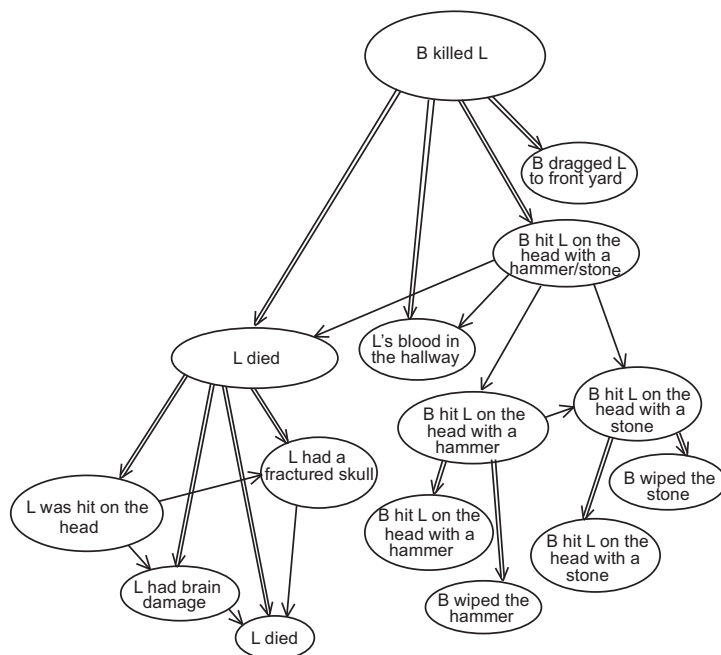 B killed L
B dragged L
to front yard
B hit L on the
head with a
hammer/stone
L died
L's blood in
the hallway
B hit L on the
head with a
stone
B hit L on the
head with a
hammer
L had a
fractured skull
B wiped the
stone
L was hit on the
head
B hit L on the
head with a
hammer
B hit L on the
head with a
stone
L had brain
damage
B wiped the
hammer
L died